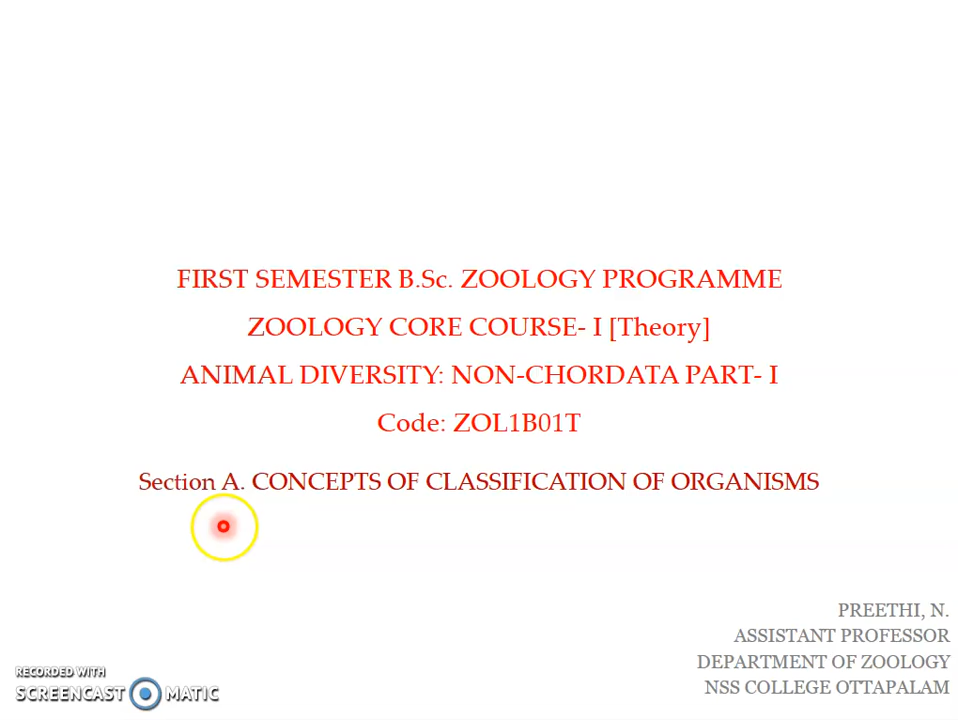 FIRST SEMESTER B.Sc. ZOOLOGY PROGRAMME
ZOOLOGY CORE COURSE- I [Theory]
ANIMAL DIVERSITY: NON-CHORDATA PART- I
Code: ZOL1B01T
Section A. CONCEPTS OF CLASSIFICATION OF ORGANISMS
PREETHI, N.
ASSISTANT PROFESSOR
DEPARTMENT OF ZOOLOGY
NSS COLLEGE OTTAPALAM
RECORDED WITH
SCREENCAST MATIC